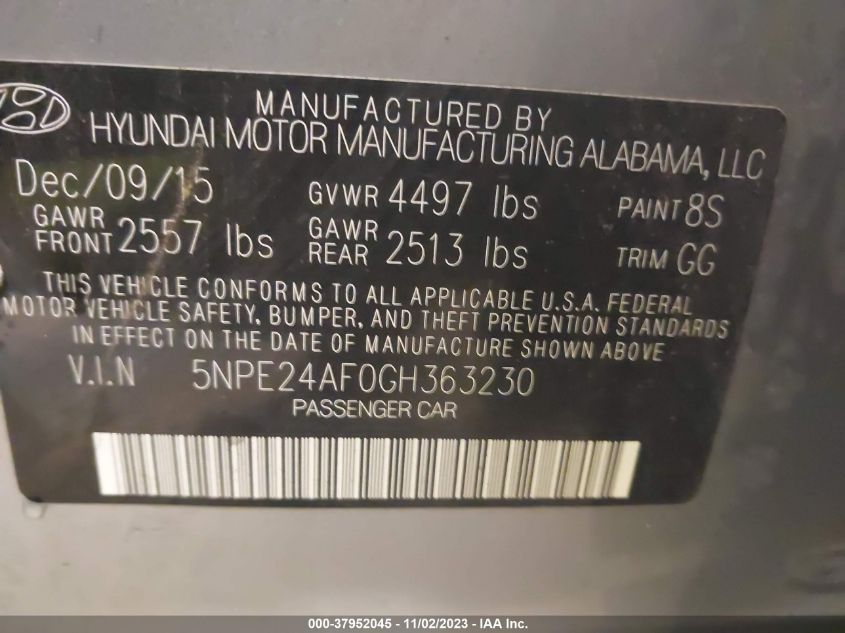 MANUFACTURED BY
HYUNDAI MOTOR MANUFACTURING ALABAMA, LLC
Dec/09/15 GVWR 4497 lbs PAINT 8S
GAWR FRONT 2557 lbs GAWR REAR 2513 lbs TRIM GG
THIS VEHICLE CONFORMS TO ALL APPLICABLE U.S.A. FEDERAL
MOTOR VEHICLE SAFETY, BUMPER, AND THEFT PREVENTION STANDARDS
IN EFFECT ON THE DATE OF MANUFACTURE SHOWN ABOVE
V.I.N 5NPE24AF0GH363230
PASSENGER CAR
000-37952045 - 11/02/2023 - IAA Inc.